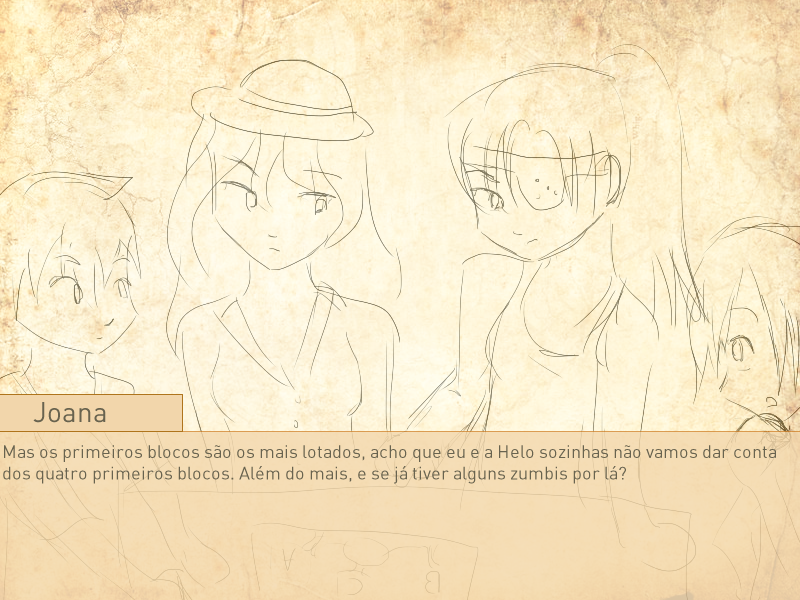 Joana
Mas os primeiros blocos são os mais lotados, acho que eu e a Helo sozinhas não vamos dar conta
dos quatro primeiros blocos. Além do mais, e se já tiver alguns zumbis por lá?